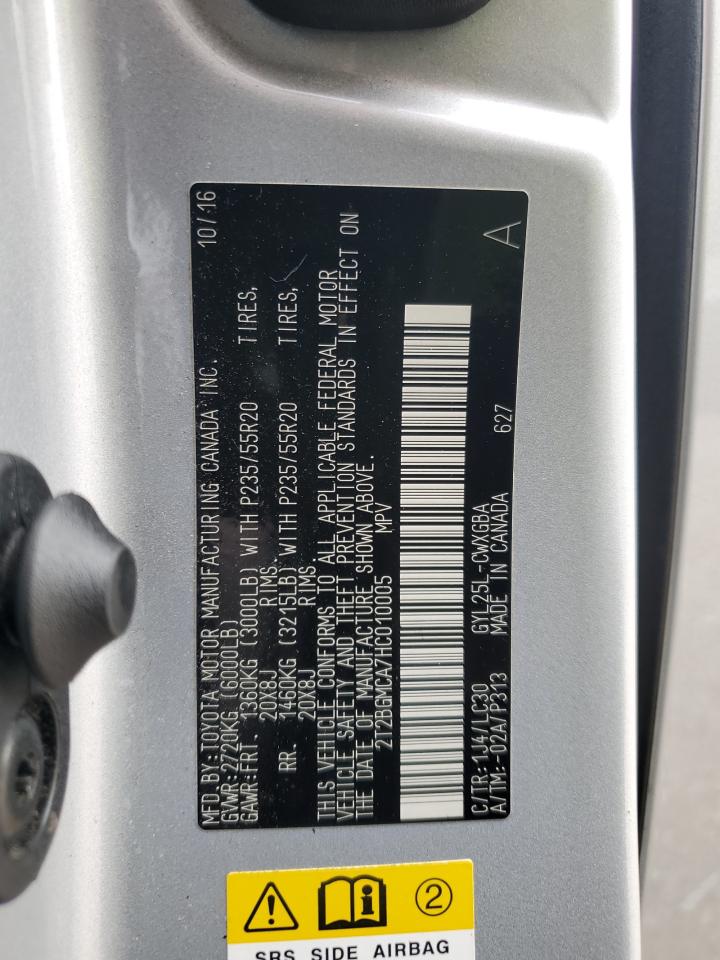 MFD.BY:TOYOTA MOTOR MANUFACTURING CANADA INC. 10/16
GVWR:2720KG (6000LB)
GAWR:FRT. 1360KG (3000LB) WITH P235/55R20 TIRES,
20X8J RIMS,
RR. 1460KG (3215LB) WITH P235/55R20 TIRES,
20X8J RIMS
THIS VEHICLE CONFORMS TO ALL APPLICABLE FEDERAL MOTOR
VEHICLE SAFETY AND THEFT PREVENTION STANDARDS IN EFFECT ON
THE DATE OF MANUFACTURE SHOWN ABOVE.
2T2BGMCA7HC010005 MPV
C/TR:1J4/LC30 GYL25L-CWXGBA A
A/TM:-02A/P313 MADE IN CANADA 627
2
SRS SIDE AIRBAG